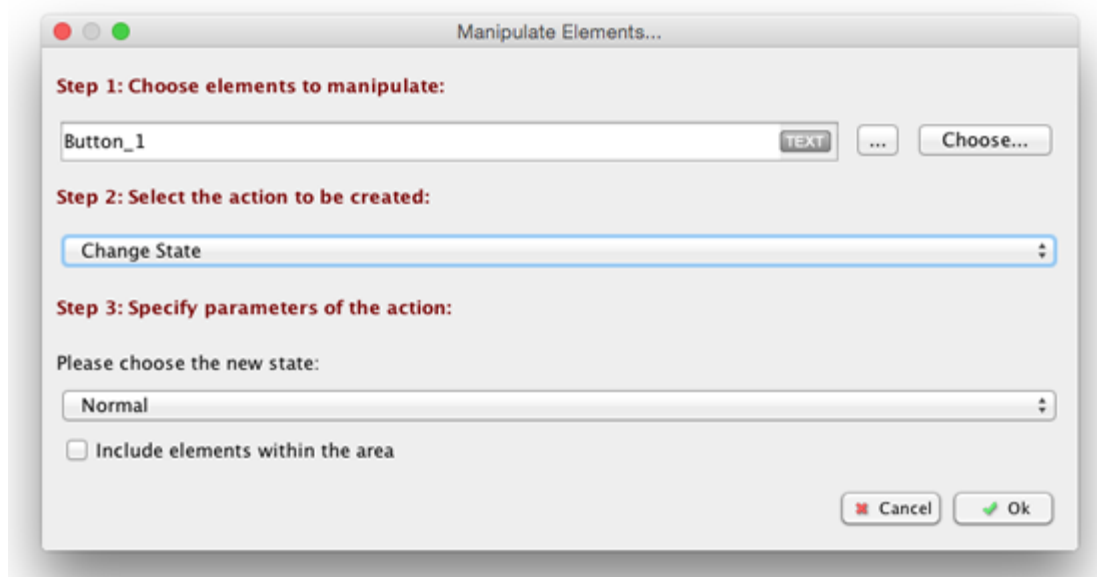 Manipulate Elements...
Step 1: Choose elements to manipulate:
Button_1 TEXT ... Choose...
Step 2: Select the action to be created:
Change State
Step 3: Specify parameters of the action:
Please choose the new state:
Normal
Include elements within the area
Cancel Ok